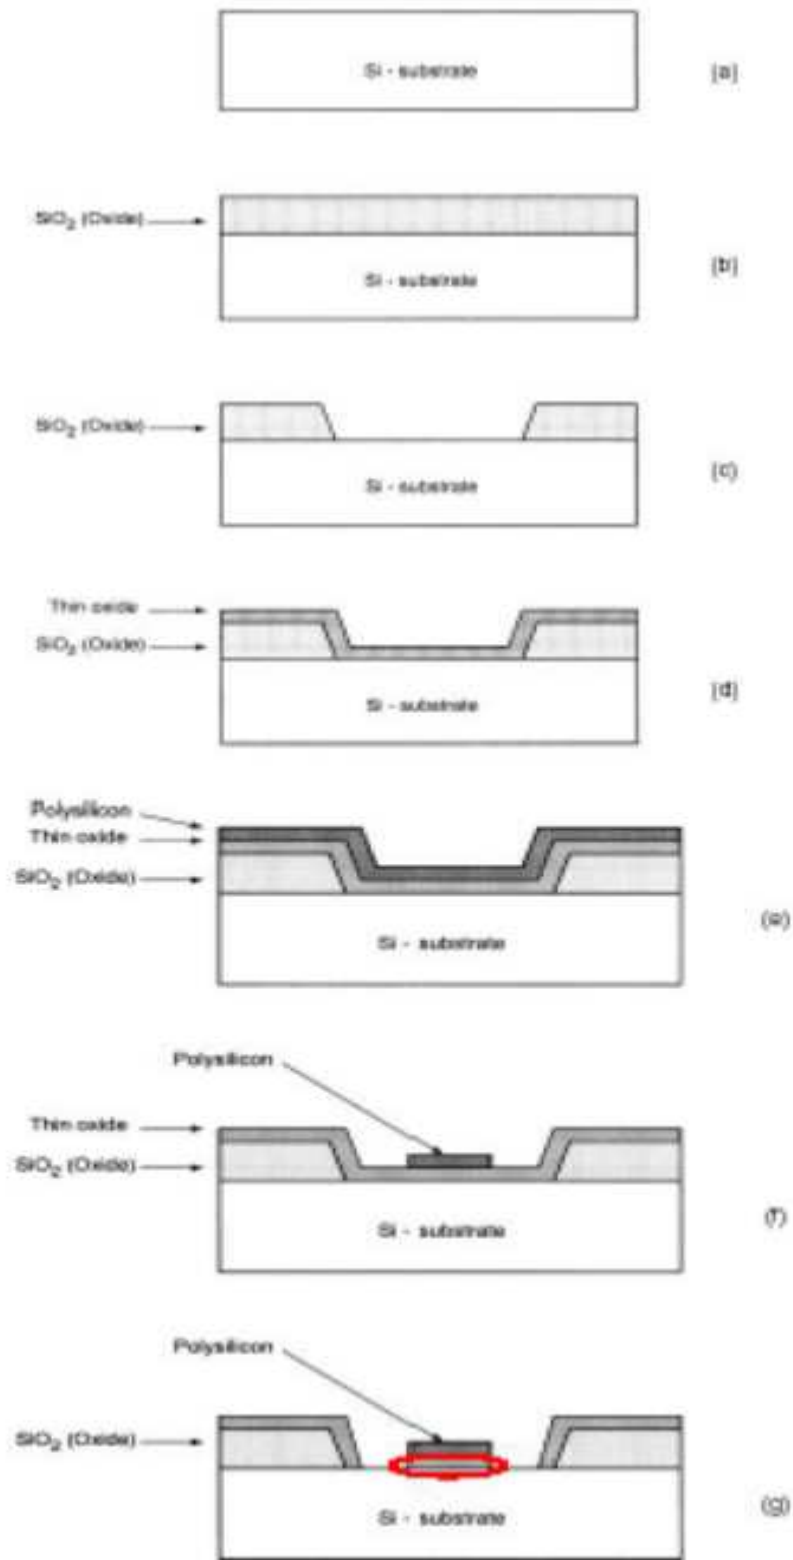 Si - substrate
(a)
SiO₂ (Oxide)
Si - substrate
(b)
SiO₂ (Oxide)
Si - substrate
(c)
Thin oxide
SiO₂ (Oxide)
Si - substrate
(d)
Polysilicon
Thin oxide
SiO₂ (Oxide)
Si - substrate
(e)
Polysilicon
Thin oxide
SiO₂ (Oxide)
Si - substrate
(f)
Polysilicon
SiO₂ (Oxide)
Si - substrate
(g)